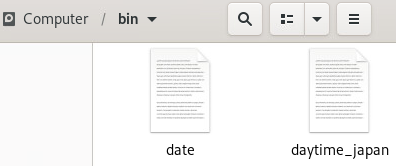 Computer / bin
date
daytime_japan